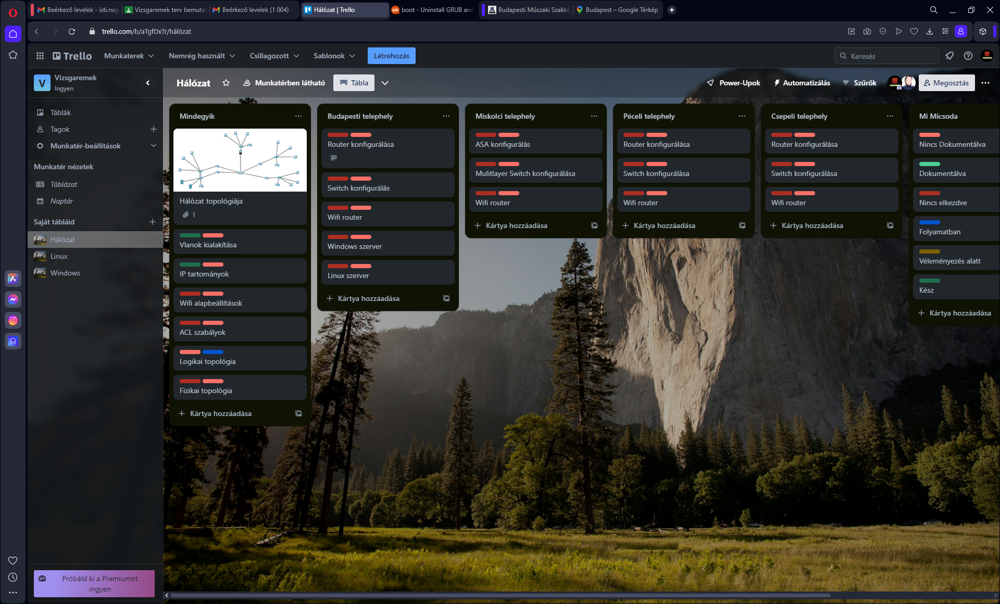 Beérkező levelek - isti.nag
Vizsgaremek terv bemutat
Beérkező levelek (1 004) -
Hálózat | Trello
ask
boot - Uninstall GRUB and
Budapesti Műszaki Szakké
Budapest – Google Térkép
trello.com/b/aTgfDxTr/hálózat
Trello
Munkaterek
Nemrég használt
Csillagozott
Sablonok
Létrehozás
Keresés
V
Vizsgaremek
Ingyen
Táblák
Tagok
Munkatér-beállítások
Munkatér nézetek
Táblázat
Naptár
Saját tábláid
Hálózat
Linux
Windows
Próbáld ki a Premiumot
ingyen
Hálózat
Munkatérben látható
Tábla
Power-Upok
Automatizálás
Szűrők
Megosztás
Mindegyik
Hálózat topológiája
1
Vlanok kialakítása
IP tartományok
Wifi alapbeállítások
ACL szabályok
Logikai topológia
Fizikai topológia
Kártya hozzáadása
Budapesti telephely
Router konfigurálása
Switch konfigurálás
Wifi router
Windows szerver
Linux szerver
Kártya hozzáadása
Miskolci telephely
ASA konfigurálás
Mulitlayer Switch konfigurálása
Wifi router
Kártya hozzáadása
Péceli telephely
Router konfigurálása
Switch konfigurálása
Wifi router
Kártya hozzáadása
Csepeli telephely
Router konfigurálása
Switch konfigurálása
Wifi router
Kártya hozzáadása
Mi Micsoda
Nincs Dokumentálva
Dokumentálva
Nincs elkezdve
Folyamatban
Véleményezés alatt
Kész
Kártya hozzáadása